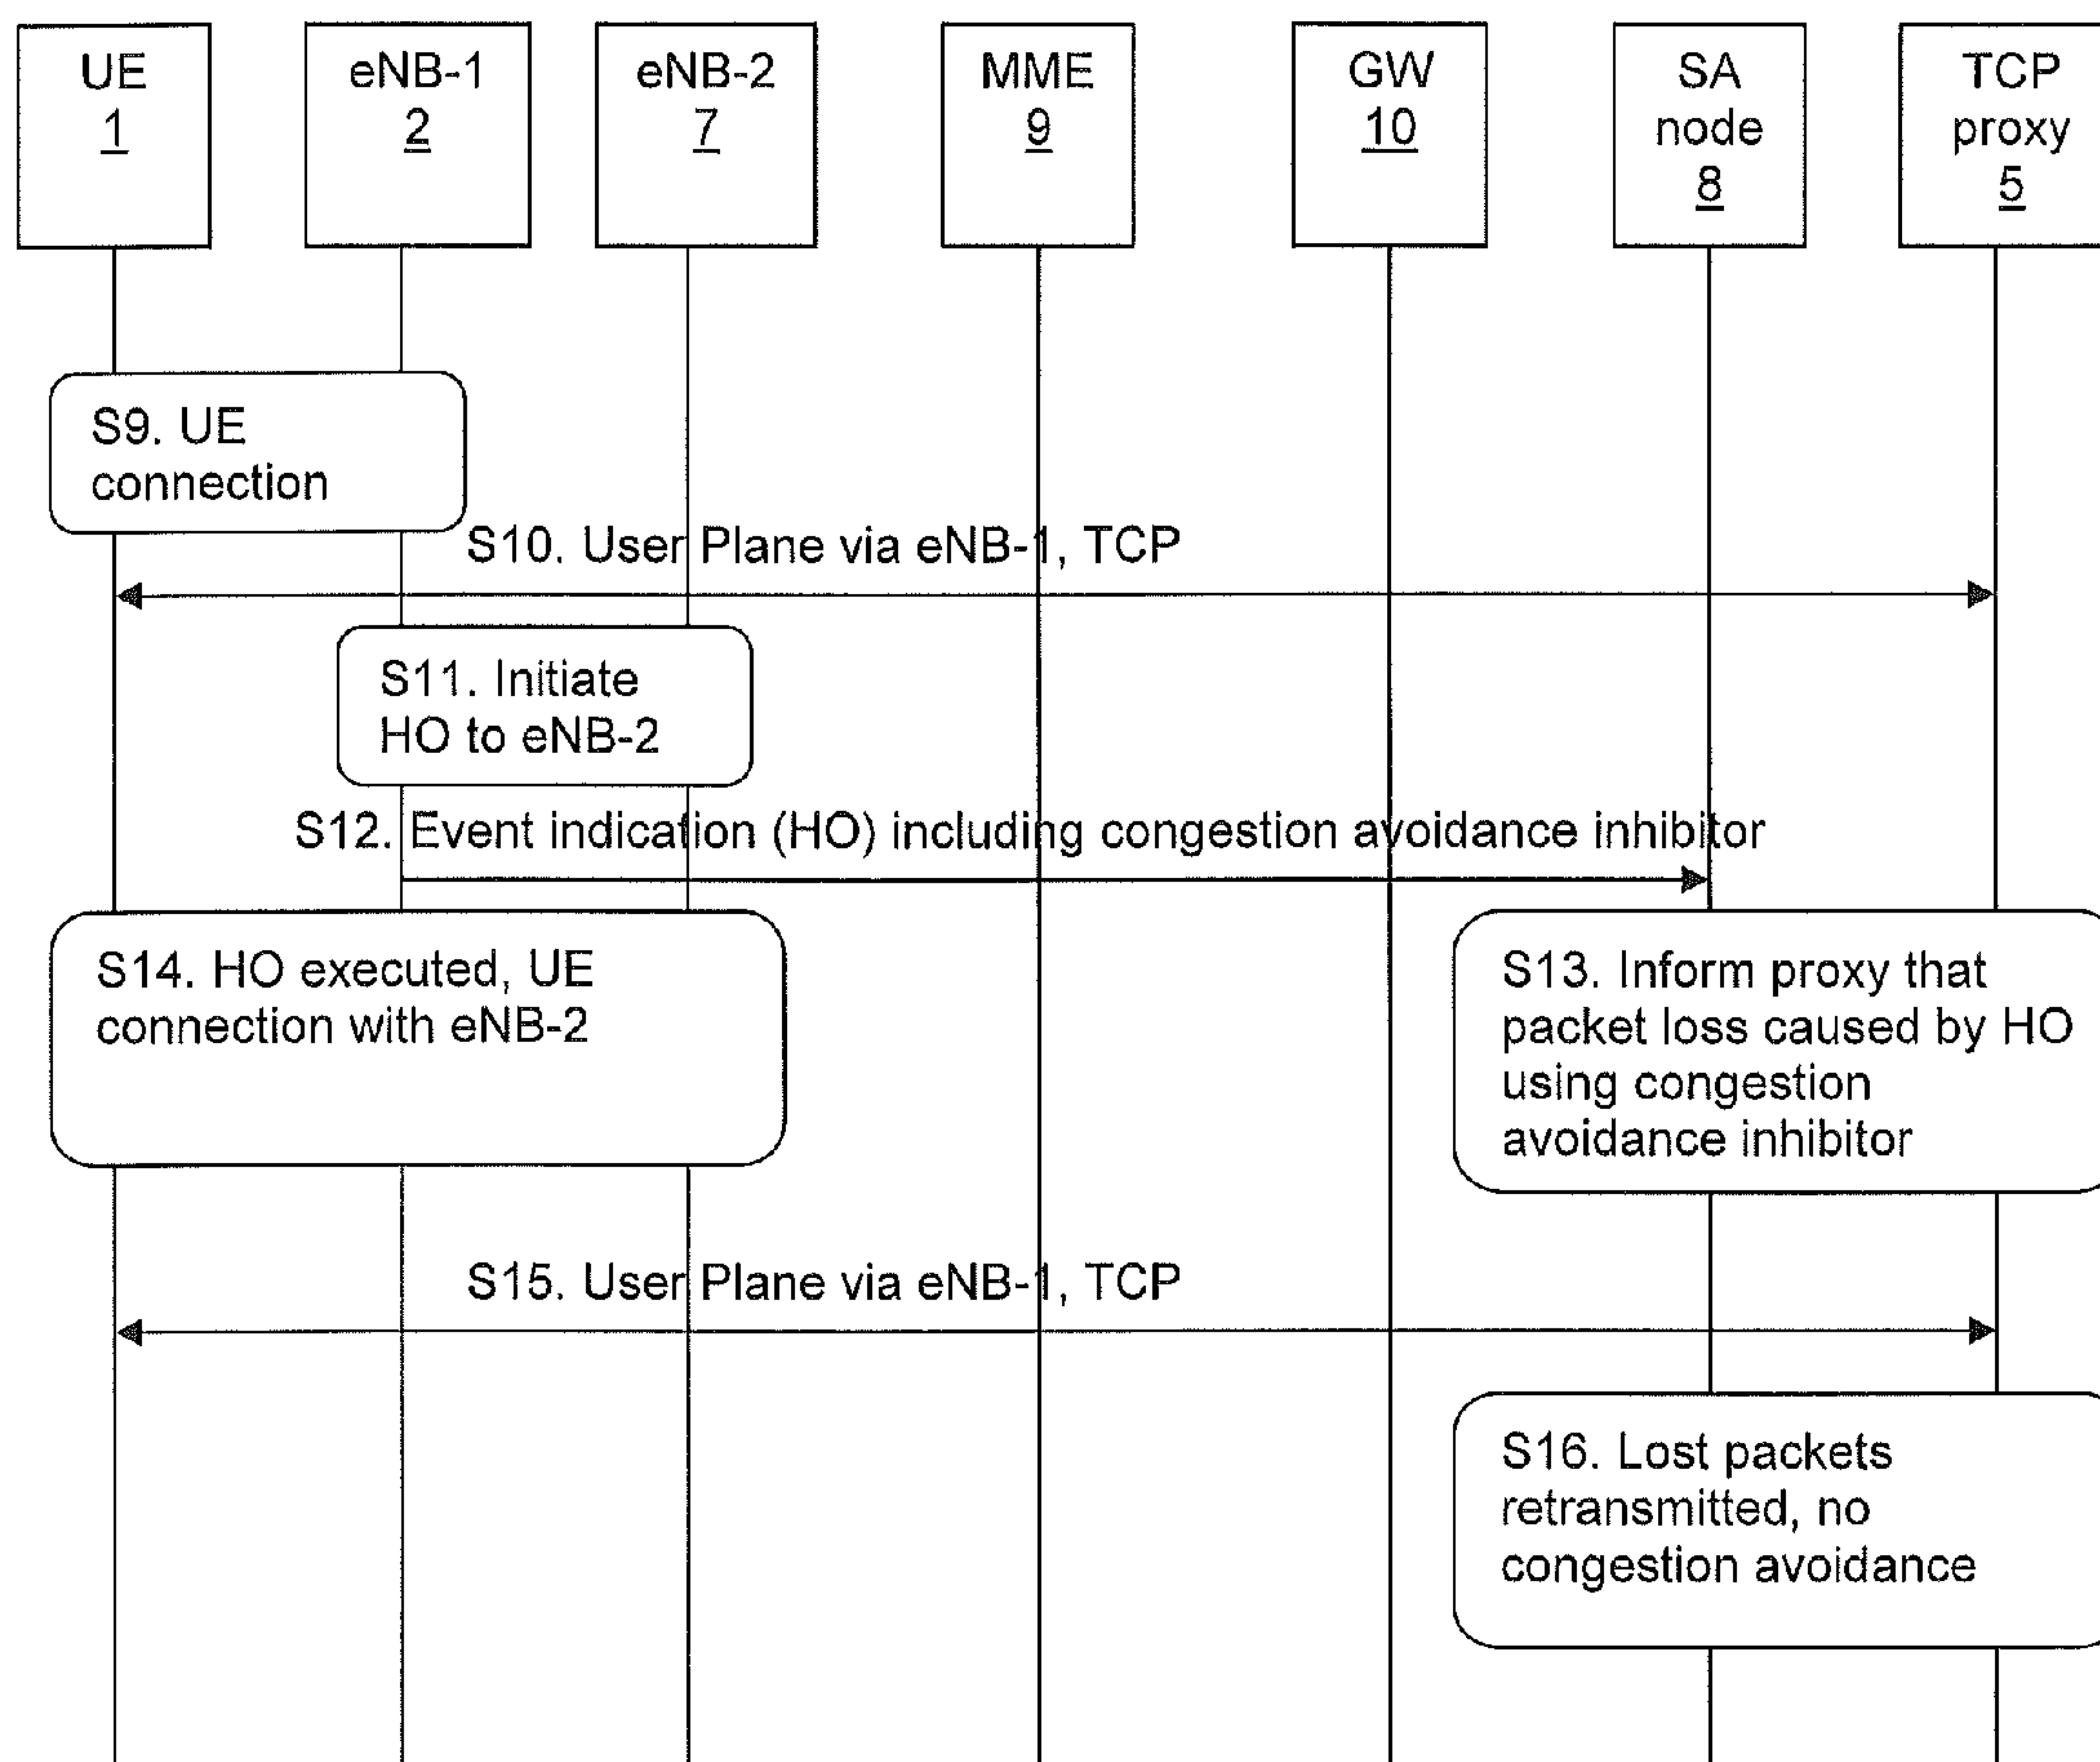 UE
1
eNB-1
2
eNB-2
7
MME
9
GW
10
SA
node
8
TCP
proxy
5
S9. UE
connection
S10. User Plane via eNB-1, TCP
S11. Initiate
HO to eNB-2
S12. Event indication (HO) including congestion avoidance inhibitor
S14. HO executed, UE
connection with eNB-2
S13. Inform proxy that
packet loss caused by HO
using congestion
avoidance inhibitor
S15. User Plane via eNB-1, TCP
S16. Lost packets
retransmitted, no
congestion avoidance